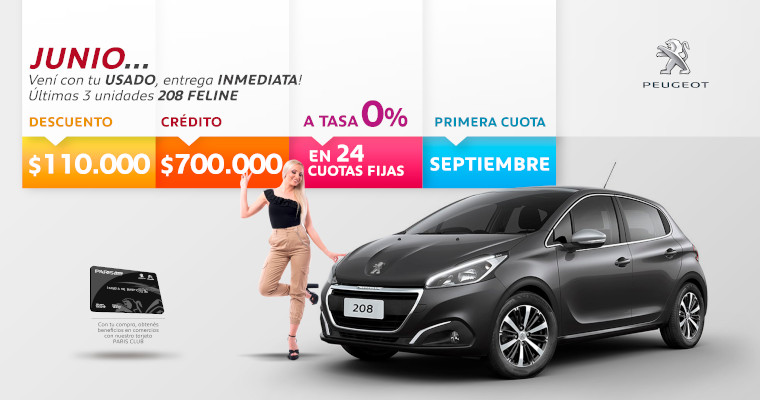 JUNIO...
Vení con tu USADO, entrega INMEDIATA!
Últimas 3 unidades 208 FELINE
DESCUENTO
$110.000
CRÉDITO
$700.000
A TASA 0%
EN 24
CUOTAS FIJAS
PRIMERA CUOTA
SEPTIEMBRE
PEUGEOT
208
PARIS
Con tu compra, obtenés
beneficios en comercios
con nuestra tarjeta
PARIS CLUB